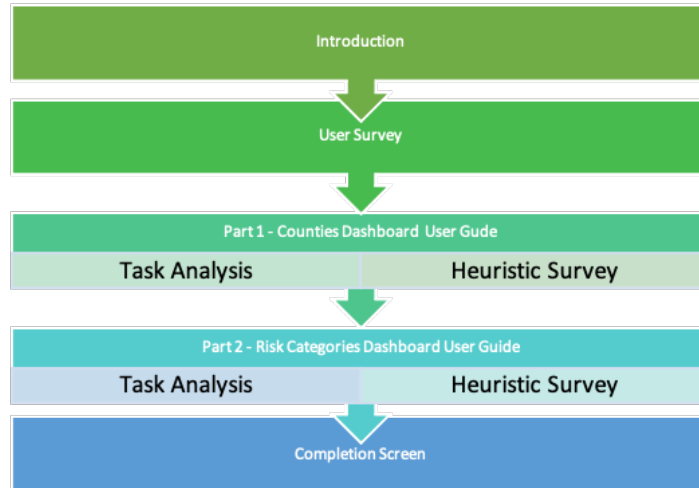 Introduction
User Survey
Part 1 - Counties Dashboard User Gude
Task Analysis Heuristic Survey
Part 2 - Risk Categories Dashboard User Guide
Task Analysis Heuristic Survey
Completion Screen